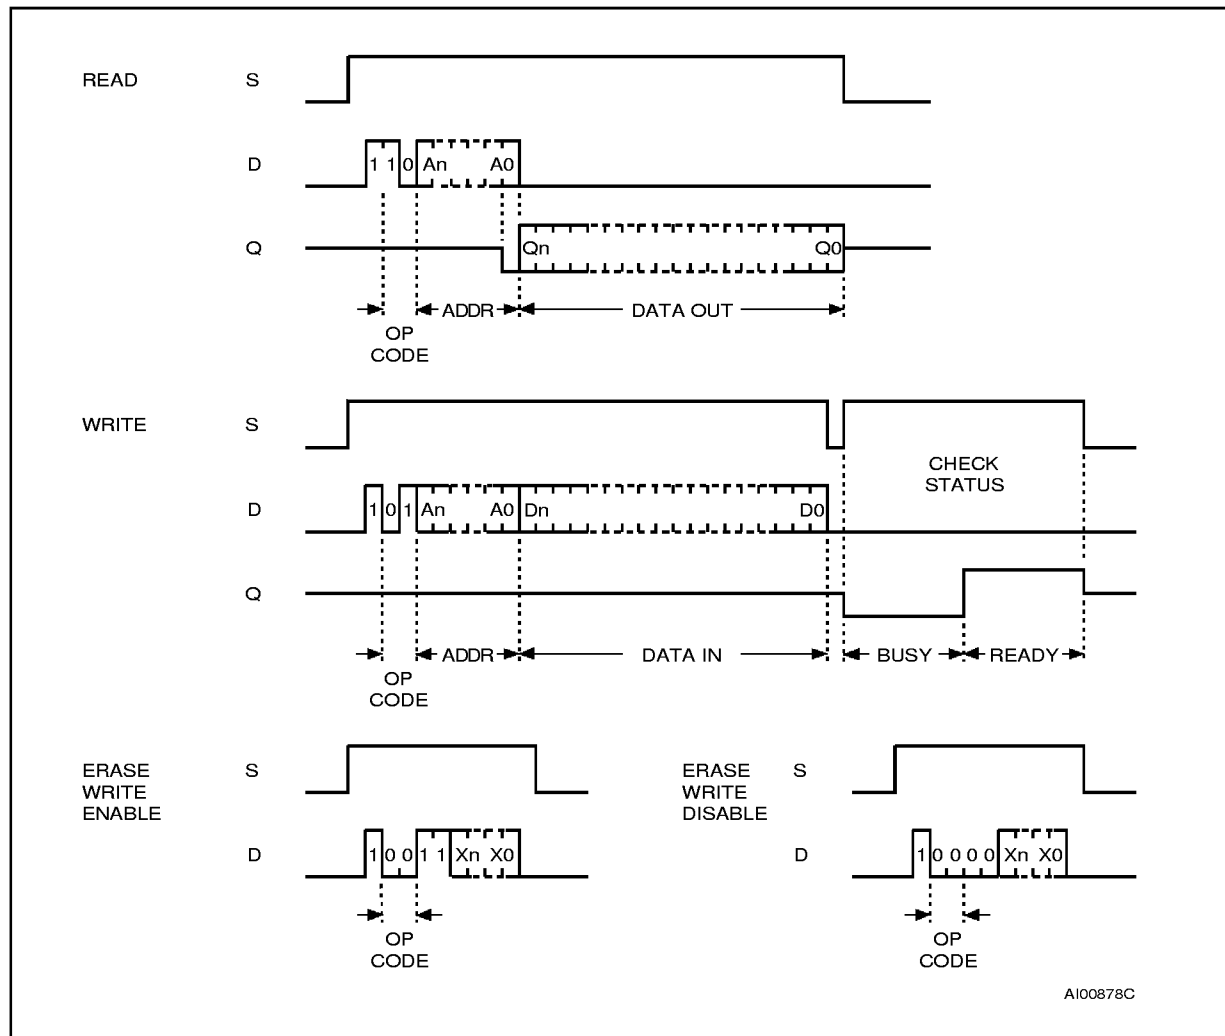 READ S
D 1 1 0 An A0
Q Qn Q0
ADDR DATA OUT
OP
CODE
WRITE S
CHECK
STATUS
D 1 0 1 An A0 Dn D0
Q
ADDR DATA IN BUSY READY
OP
CODE
ERASE
WRITE
ENABLE
S
D 1 0 0 1 1 Xn X0
OP
CODE
ERASE
WRITE
DISABLE
S
D 1 0 0 0 0 Xn X0
OP
CODE
AI00878C